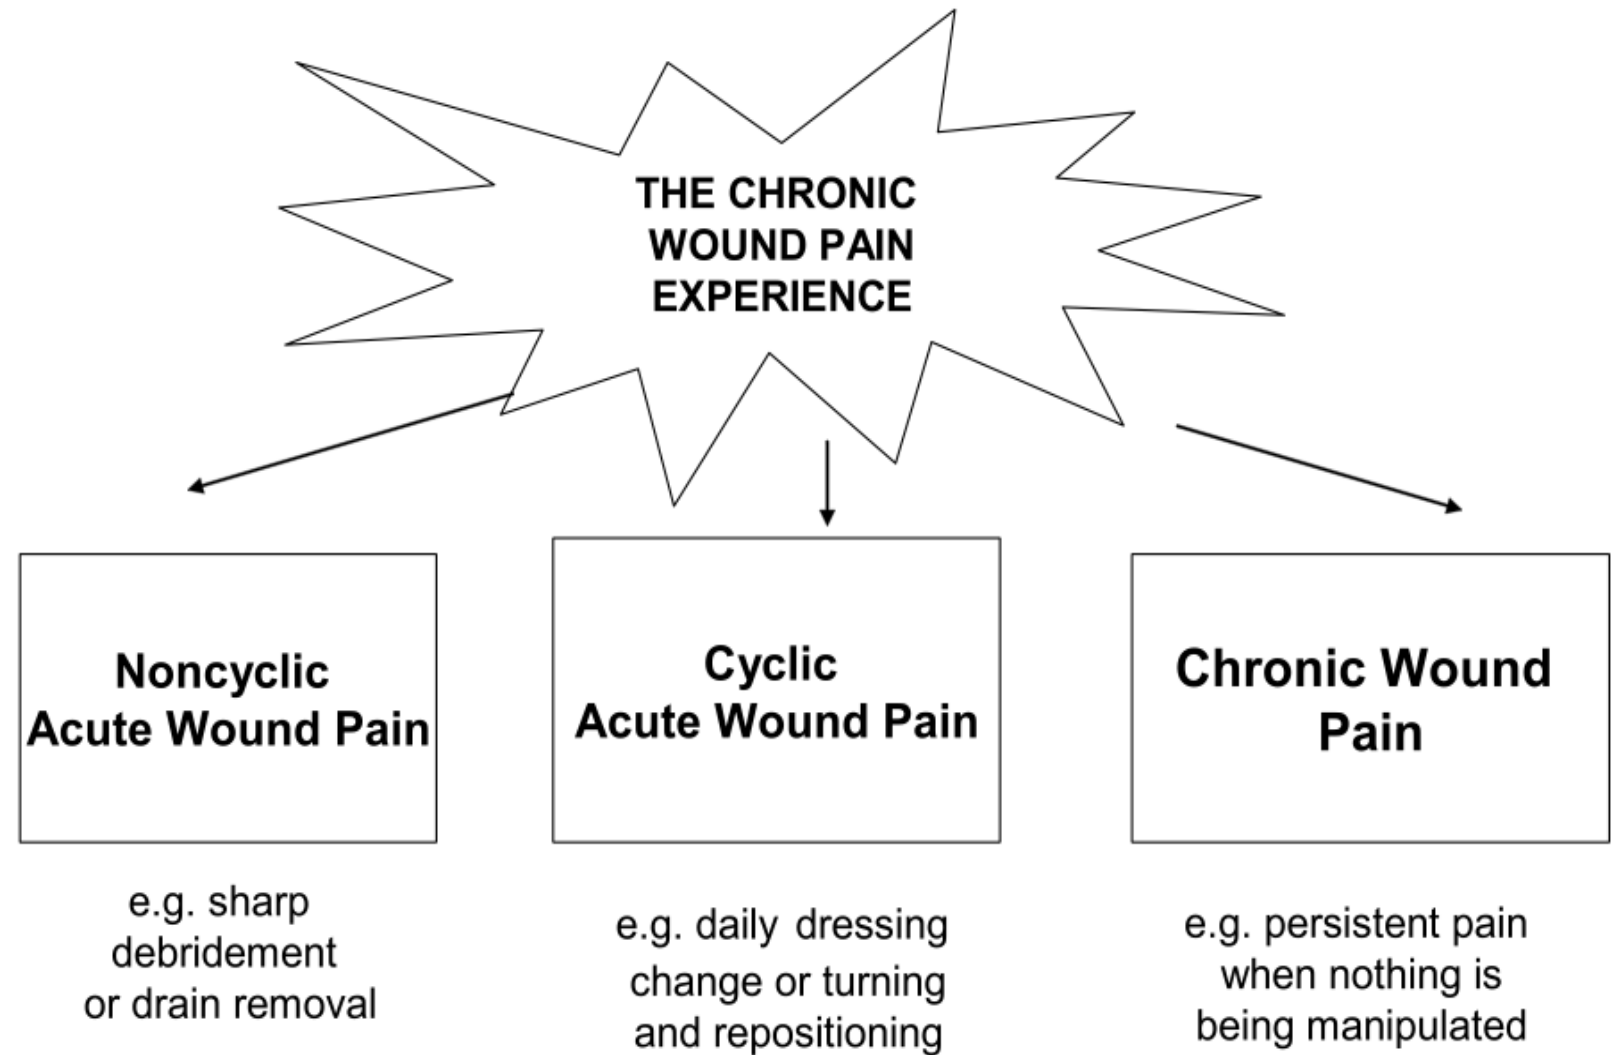 THE CHRONIC
WOUND PAIN
EXPERIENCE
Noncyclic
Acute Wound Pain
e.g. sharp
debridement
or drain removal
Cyclic
Acute Wound Pain
e.g. daily dressing
change or turning
and repositioning
Chronic Wound
Pain
e.g. persistent pain
when nothing is
being manipulated